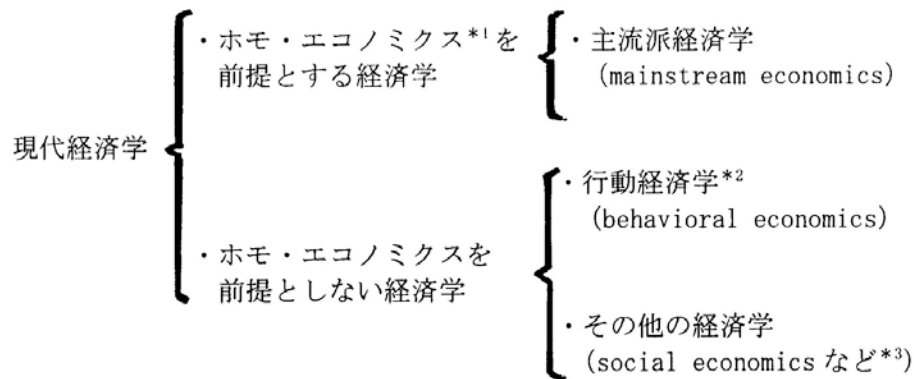 ・ホモ・エコノミクス*1を
前提とする経済学
・主流派経済学
(mainstream economics)
現代経済学
・行動経済学*2
(behavioral economics)
・ホモ・エコノミクスを
前提としない経済学
・その他の経済学
(social economics など*3)